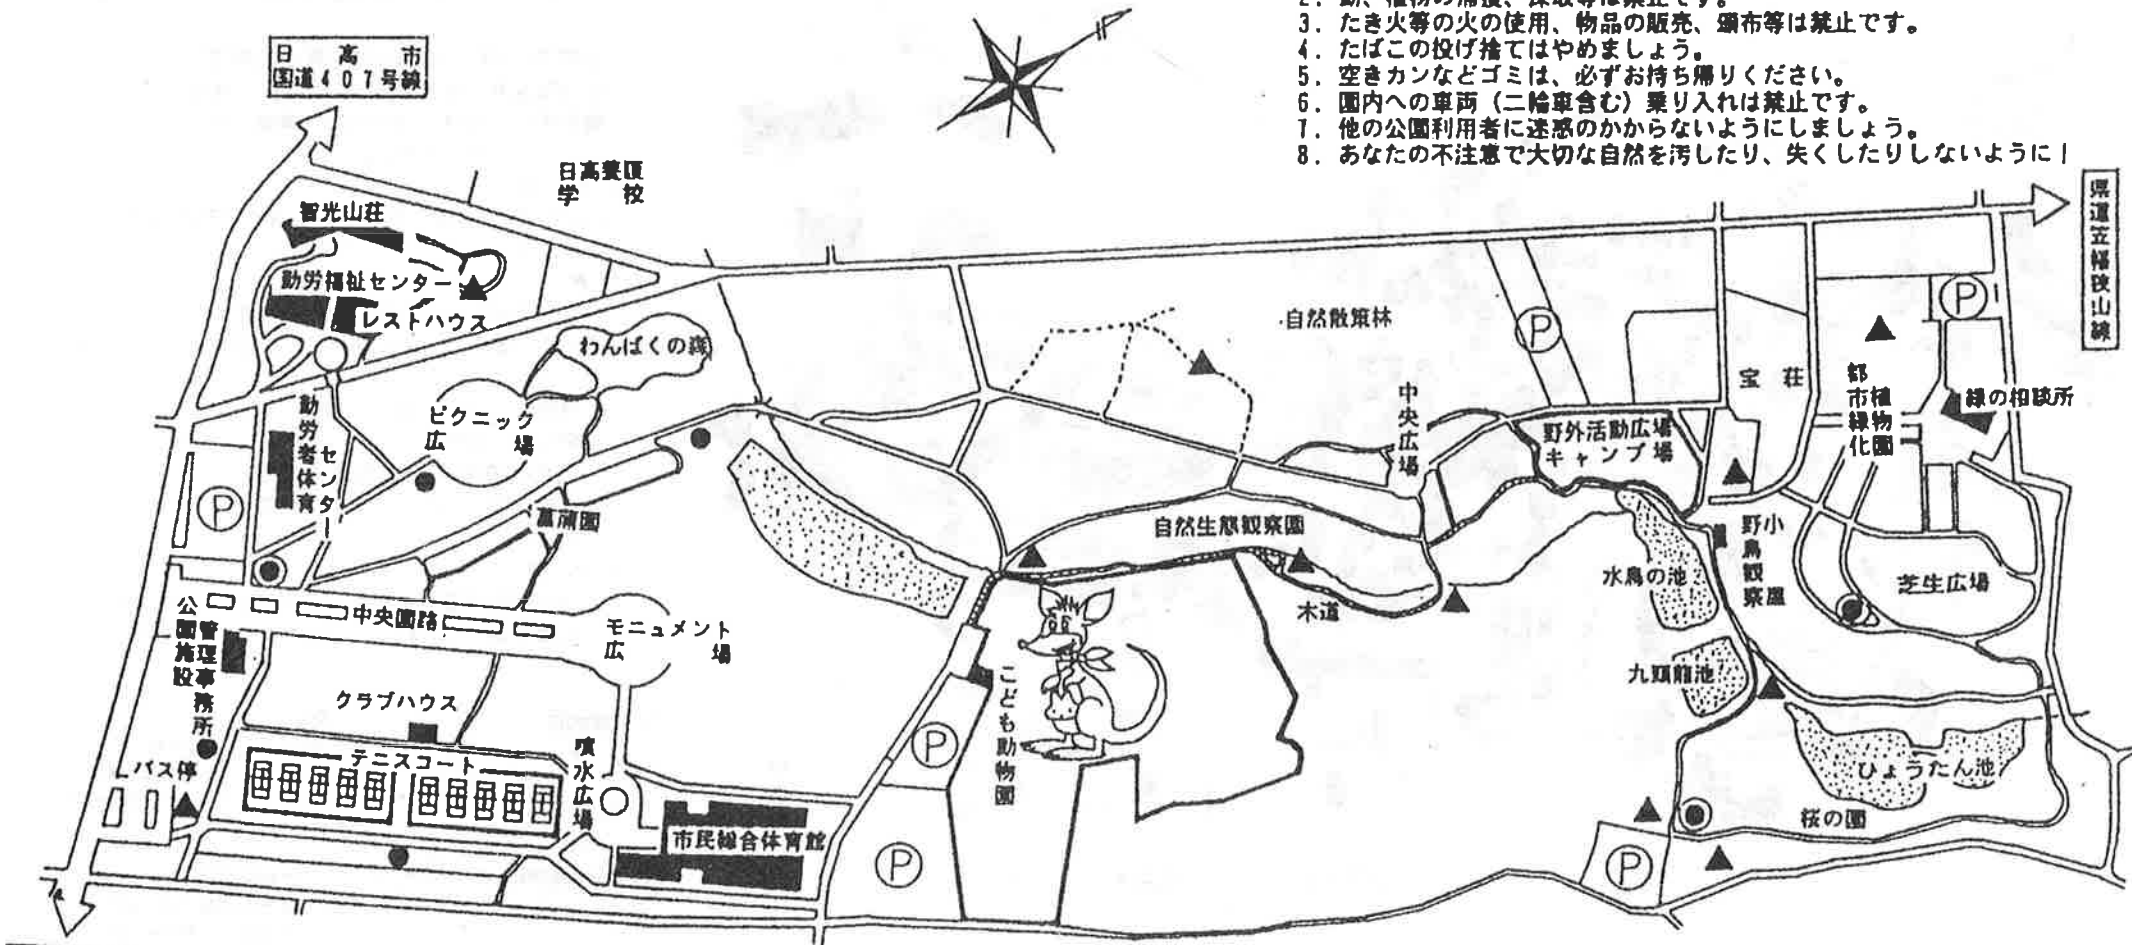 3. たき火等の火の使用、物品の販売、頒布等は禁止です。
4. たばこの投げ捨てはやめましょう。
5. 空きカンなどゴミは、必ずお持ち帰りください。
6. 園内への車両（二輪車含む）乗り入れは禁止です。
7. 他の公園利用者に迷惑のかからないようにしましょう。
8. あなたの不注意で大切な自然を汚したり、失くしたりしないように！
日高市
国道407号線
日高養護
学校
県道笠幡狭山線
智光山荘
勤労福祉センター
レストハウス
わんばくの森
ピクニック
広場
勤労者体育
センター
菖蒲園
自然散策林
中央広場
野外活動広場
キャンプ場
宝荘
都市緑化
植物園
緑の相談所
P
P
P
自然生態観察園
木道
水鳥の池
小
野鳥観察屋
芝生広場
九頭龍池
ひょうたん池
桜の園
中央園路
モニュメント
広場
公園施設
管理事務所
クラブハウス
テニスコート
噴水広場
バス停
市民総合体育館
こども動物園
P
P
P